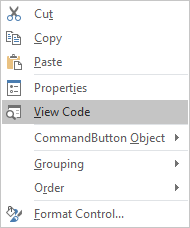 Cut
Copy
Paste
Properties
View Code
CommandButton Object
Grouping
Order
Format Control...